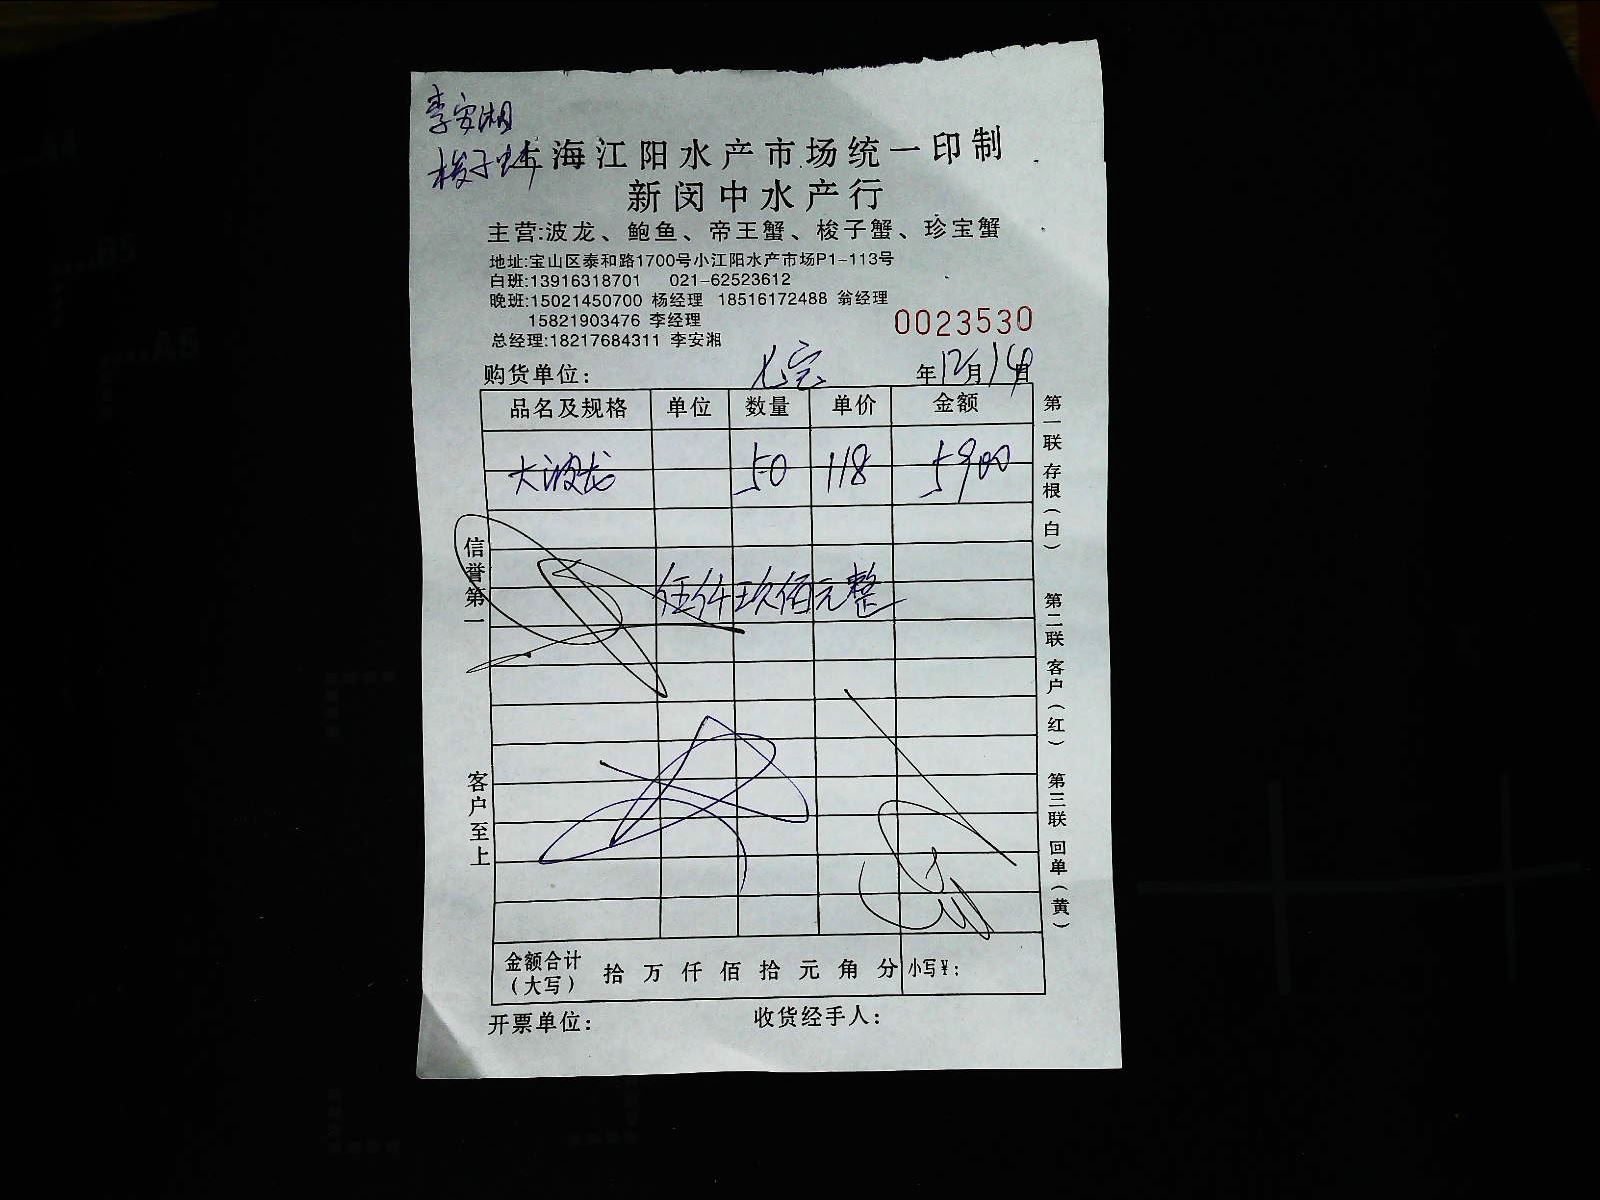 李安湘
梭子蟹
上海江阳水产市场统一印制
新闵中水产行
主营:波龙、鲍鱼、帝王蟹、梭子蟹、珍宝蟹
地址:宝山区泰和路1700号小江阳水产市场P1-113号
白班:13916318701 021-62523612
晚班:15021450700 杨经理 18516172488 翁经理
15821903476 李经理
0023530
总经理:18217684311 李安湘
购货单位: 七宝 年12月14日
品名及规格 单位 数量 单价 金额
大波龙 50 118 5900
伍仟玖佰元整
金额合计(大写) 拾 万 仟 佰 拾 元 角 分 小写¥:
开票单位: 收货经手人:
信誉第一
客户至上
第一联 存根(白)
第二联 客户(红)
第三联 回单(黄)